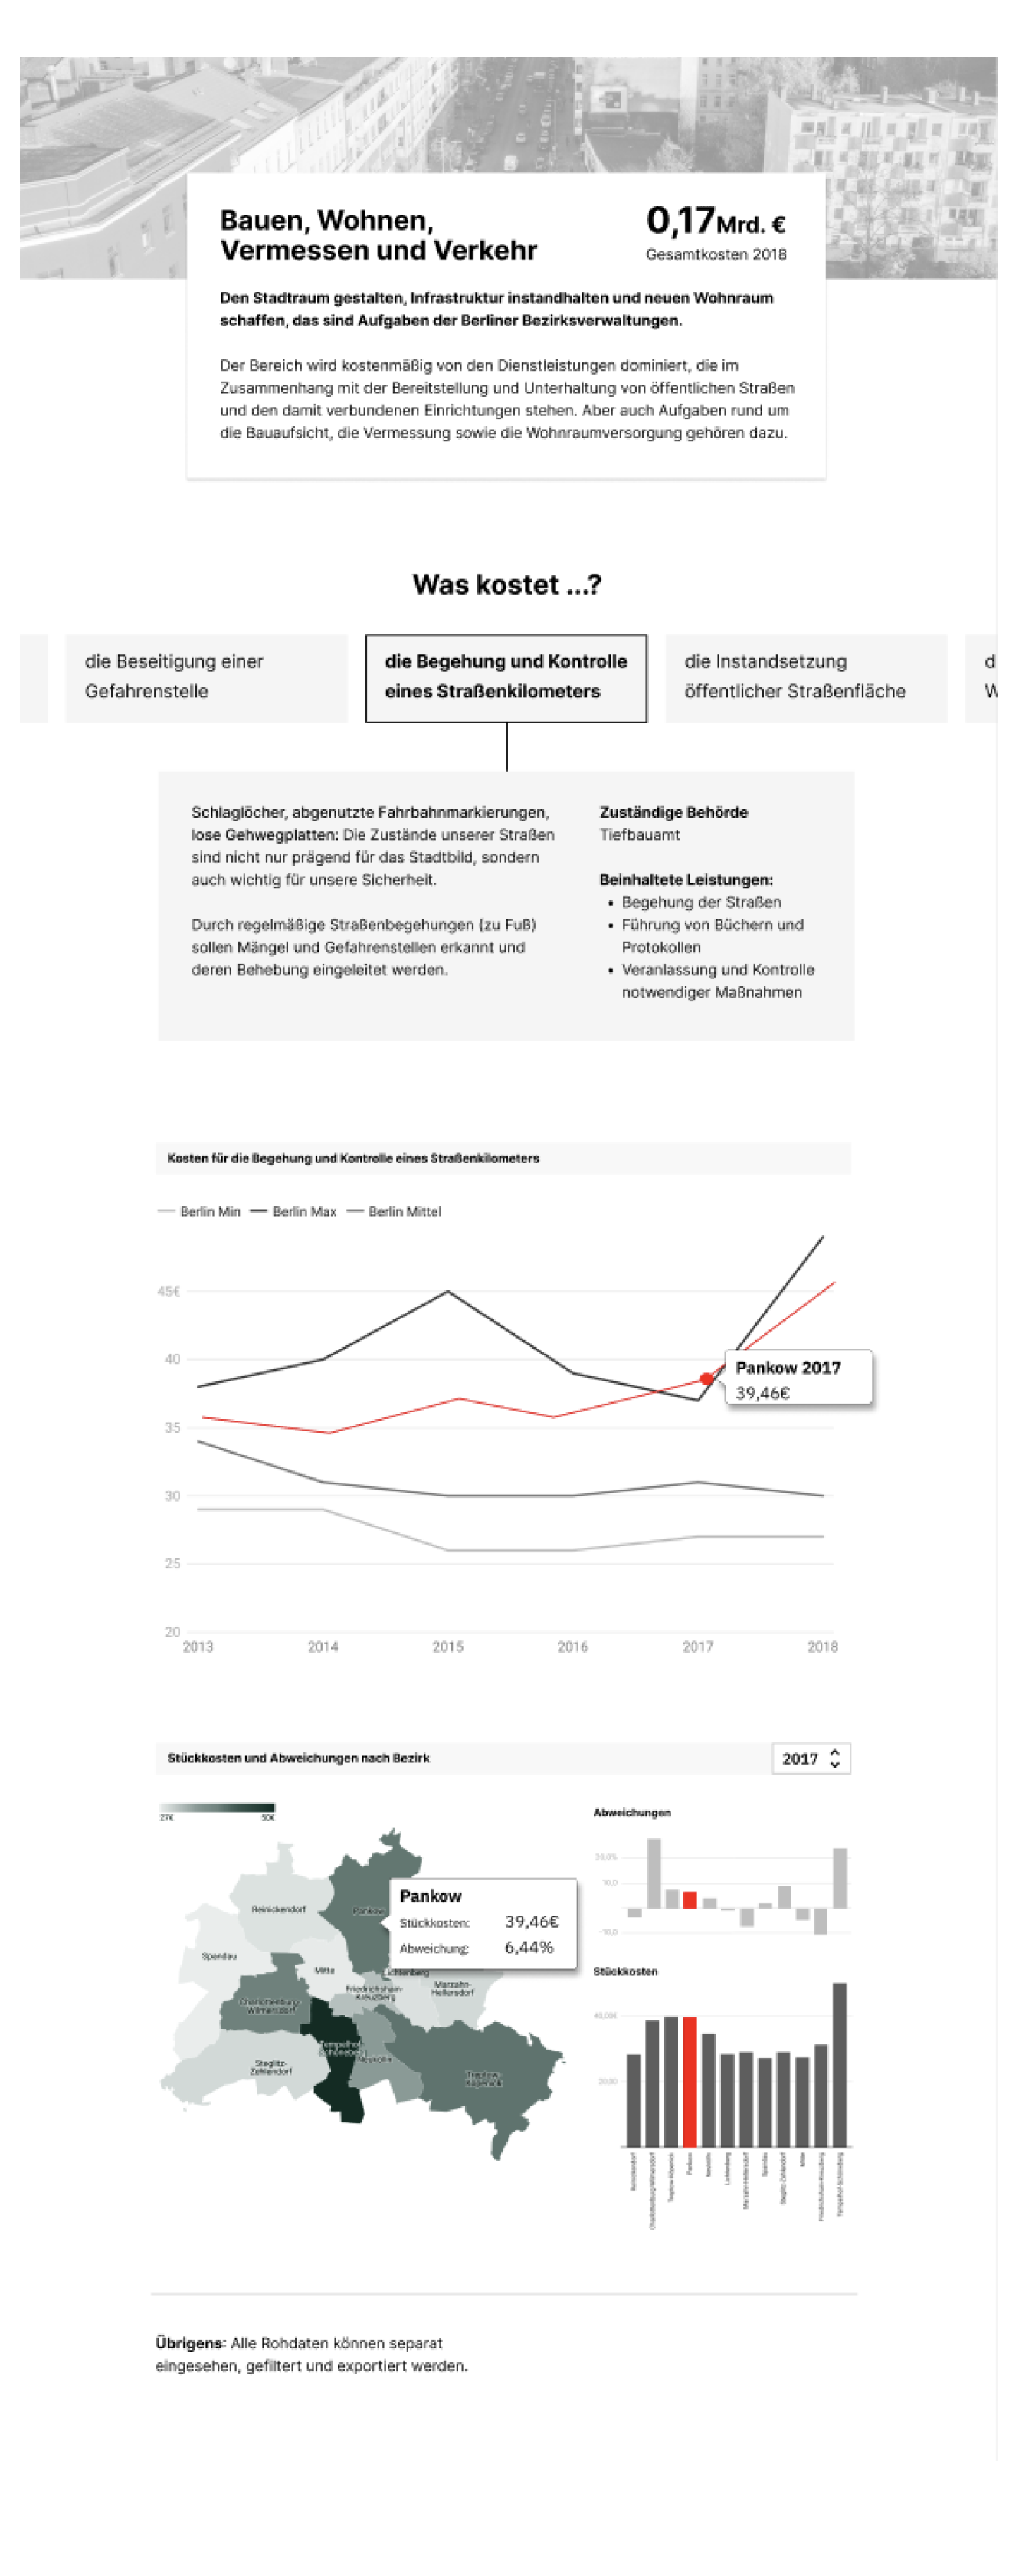 Bauen, Wohnen,
Vermessen und Verkehr
0,17Mrd. €
Gesamtkosten 2018
Den Stadtraum gestalten, Infrastruktur instandhalten und neuen Wohnraum
schaffen, das sind Aufgaben der Berliner Bezirksverwaltungen.
Der Bereich wird kostenmäßig von den Dienstleistungen dominiert, die im
Zusammenhang mit der Bereitstellung und Unterhaltung von öffentlichen Straßen
und den damit verbundenen Einrichtungen stehen. Aber auch Aufgaben rund um
die Bauaufsicht, die Vermessung sowie die Wohnraumversorgung gehören dazu.
Was kostet ...?
die Beseitigung einer
Gefahrenstelle
die Begehung und Kontrolle
eines Straßenkilometers
die Instandsetzung
öffentlicher Straßenfläche
d
W
Schlaglöcher, abgenutzte Fahrbahnmarkierungen,
lose Gehwegplatten: Die Zustände unserer Straßen
sind nicht nur prägend für das Stadtbild, sondern
auch wichtig für unsere Sicherheit.
Durch regelmäßige Straßenbegehungen (zu Fuß)
sollen Mängel und Gefahrenstellen erkannt und
deren Behebung eingeleitet werden.
Zuständige Behörde
Tiefbauamt
Beinhaltete Leistungen:
• Begehung der Straßen
• Führung von Büchern und
Protokollen
• Veranlassung und Kontrolle
notwendiger Maßnahmen
Kosten für die Begehung und Kontrolle eines Straßenkilometers
Berlin Min Berlin Max Berlin Mittel
45€
40
35
30
25
20
Pankow 2017
39,46€
2013 2014 2015 2016 2017 2018
Stückkosten und Abweichungen nach Bezirk
2017
27€ 50€
Reinickendorf
Pankow
Spandau
Mitte
Lichtenberg
Charlottenburg-
Wilmersdorf
Friedrichshain-
Kreuzberg
Marzahn-
Hellersdorf
Tempelhof-
Schöneberg
Neukölln
Steglitz-
Zehlendorf
Treptow-
Köpenick
Pankow
Stückkosten: 39,46€
Abweichung: 6,44%
Abweichungen
20,0%
10,0
-10,0
Stückkosten
40,00€
20,00
Reinickendorf
Charlottenburg-Wilmersdorf
Treptow-Köpenick
Pankow
Neukölln
Lichtenberg
Marzahn-Hellersdorf
Spandau
Steglitz-Zehlendorf
Mitte
Friedrichshain-Kreuzberg
Tempelhof-Schöneberg
Übrigens: Alle Rohdaten können separat
eingesehen, gefiltert und exportiert werden.